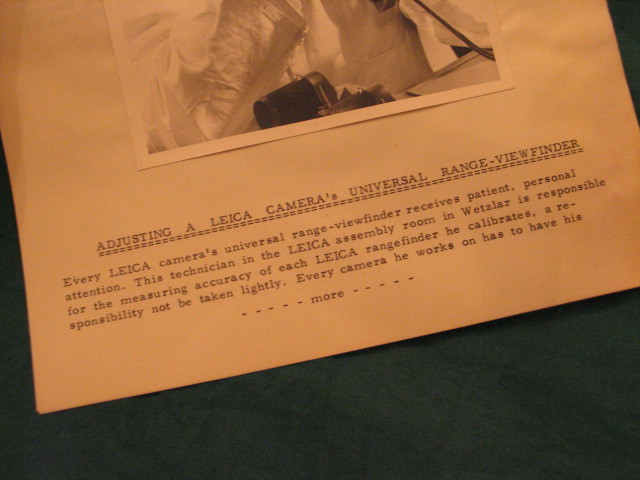 ADJUSTING A LEICA CAMERA's UNIVERSAL RANGE-VIEWFINDER
Every LEICA camera's universal range-viewfinder receives patient, personal
attention. This technician in the LEICA assembly room in Wetzlar is responsible
for the measuring accuracy of each LEICA rangefinder he calibrates, a re-
sponsibility not be taken lightly. Every camera he works on has to have his
- - - - - more - - - - -